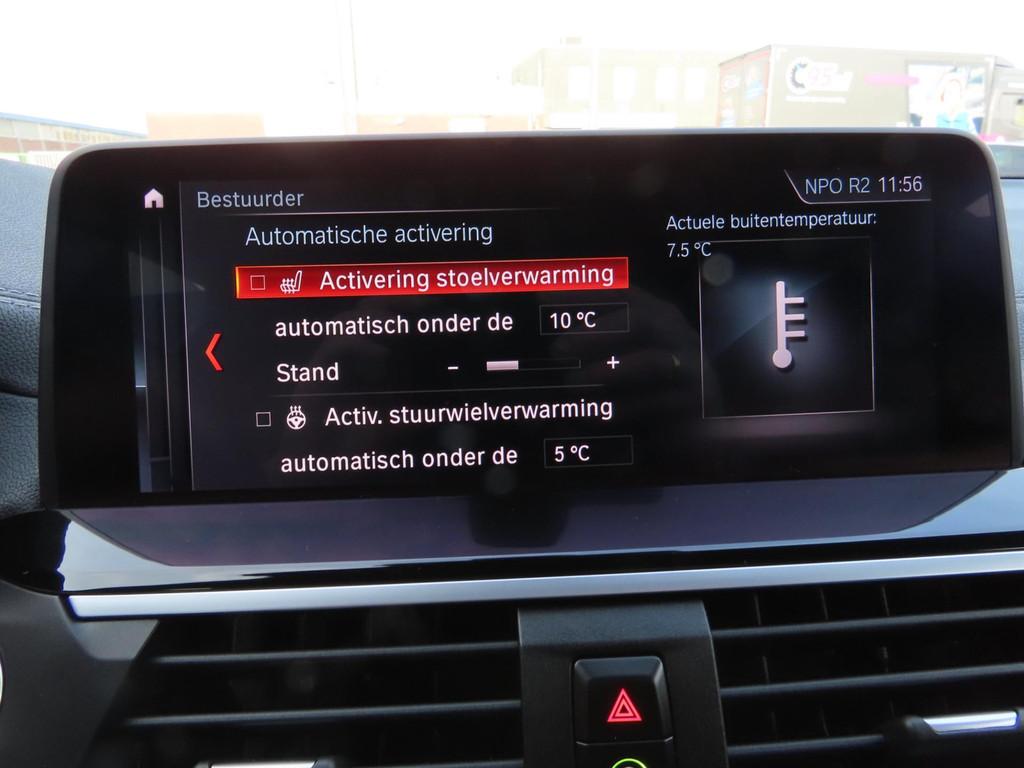 Bestuurder
NPO R2 11:56
Automatische activering
Actuele buitentemperatuur:
7.5 °C
Activering stoelverwarming
automatisch onder de 10 °C
Stand - +
Activ. stuurwielverwarming
automatisch onder de 5 °C